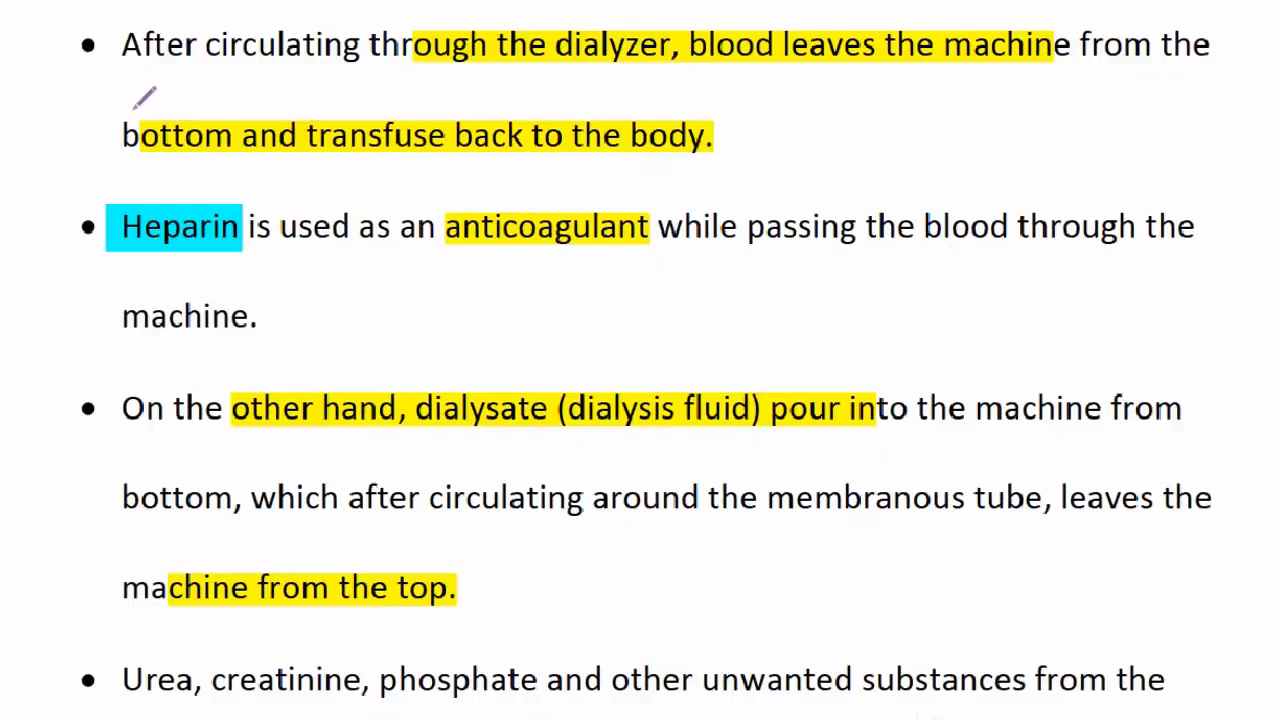 • After circulating through the dialyzer, blood leaves the machine from the
bottom and transfuse back to the body.
• Heparin is used as an anticoagulant while passing the blood through the
machine.
• On the other hand, dialysate (dialysis fluid) pour into the machine from
bottom, which after circulating around the membranous tube, leaves the
machine from the top.
• Urea, creatinine, phosphate and other unwanted substances from the